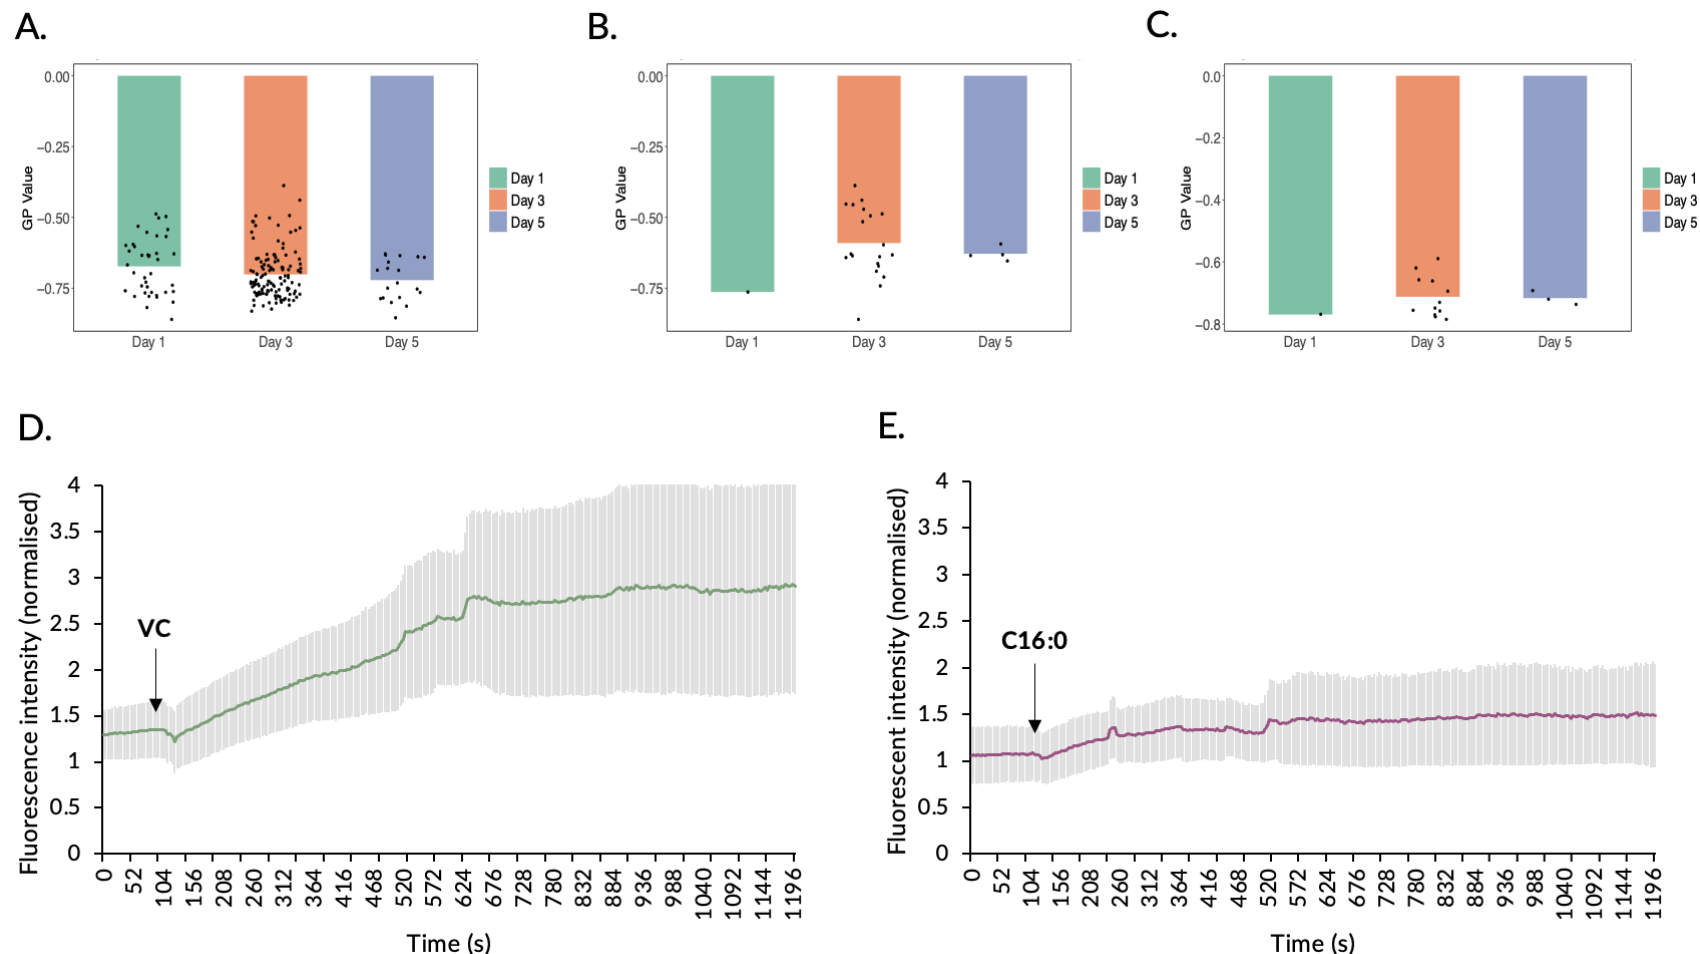 A.
B.
C.
0.00
−0.25
−0.50
−0.75
GP Value
Day 1
Day 3
Day 5
Day 1
Day 3
Day 5
0.00
−0.25
−0.50
−0.75
GP Value
Day 1
Day 3
Day 5
Day 1
Day 3
Day 5
0.0
−0.2
−0.4
−0.6
−0.8
GP Value
Day 1
Day 3
Day 5
Day 1
Day 3
Day 5
D.
E.
Fluorescence intensity (normalised)
4
3.5
3
2.5
2
1.5
1
0.5
0
VC
0 52 104 156 208 260 312 364 416 468 520 572 624 676 728 780 832 884 936 988 1040 1092 1144 1196
Time (s)
Fluorescent intensity (normalised)
4
3.5
3
2.5
2
1.5
1
0.5
0
C16:0
0 52 104 156 208 260 312 364 416 468 520 572 624 676 728 780 832 884 936 988 1040 1092 1144 1196
Time (s)